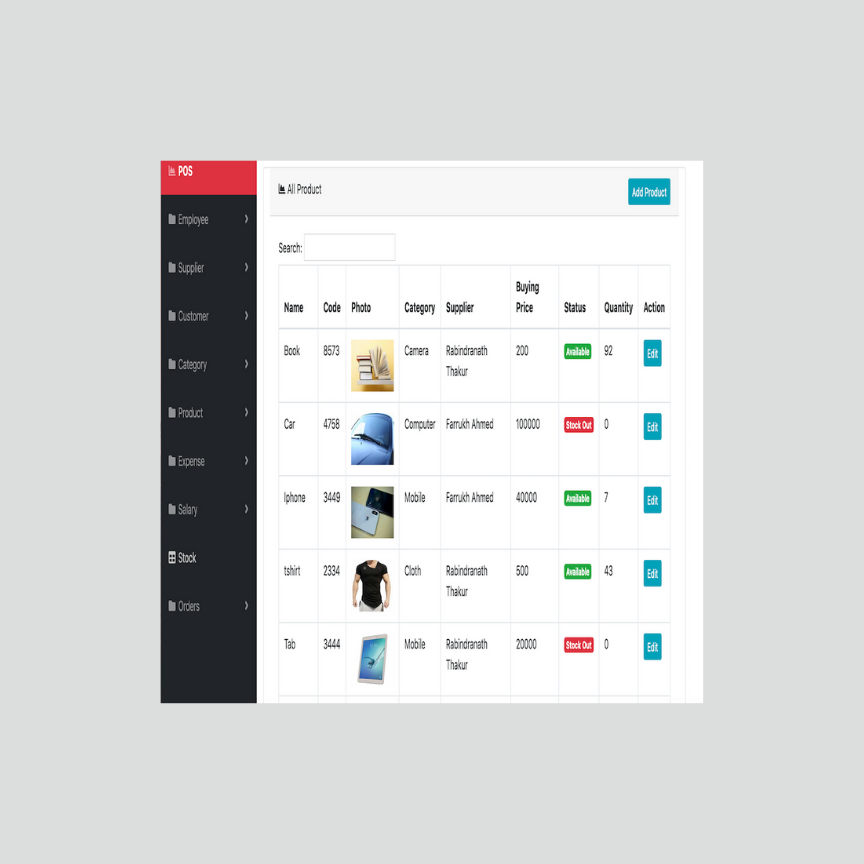 POS
Employee
Supplier
Customer
Category
Product
Expense
Salary
Stock
Orders
All Product
Add Product
Search:
Name Code Photo Category Supplier Buying Price Status Quantity Action
Book 8573 Camera Rabindranath Thakur 200 Available 92 Edit
Car 4758 Computer Farrukh Ahmed 100000 Stock Out 0 Edit
Iphone 3449 Mobile Farrukh Ahmed 40000 Available 7 Edit
tshirt 2334 Cloth Rabindranath Thakur 500 Available 43 Edit
Tab 3444 Mobile Rabindranath Thakur 20000 Stock Out 0 Edit